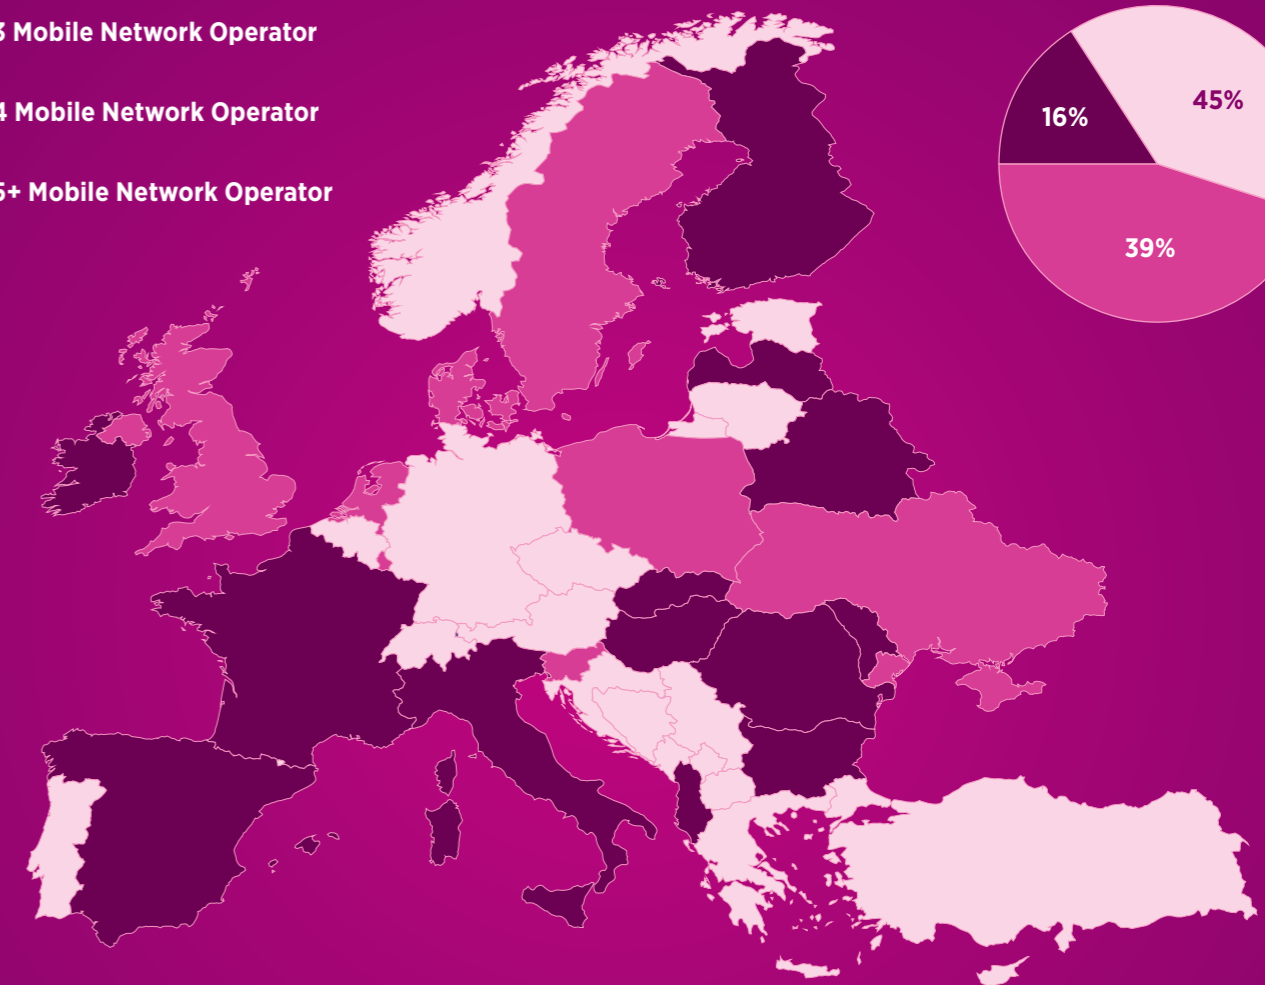 3 Mobile Network Operator
4 Mobile Network Operator
5+ Mobile Network Operator
16%
45%
39%